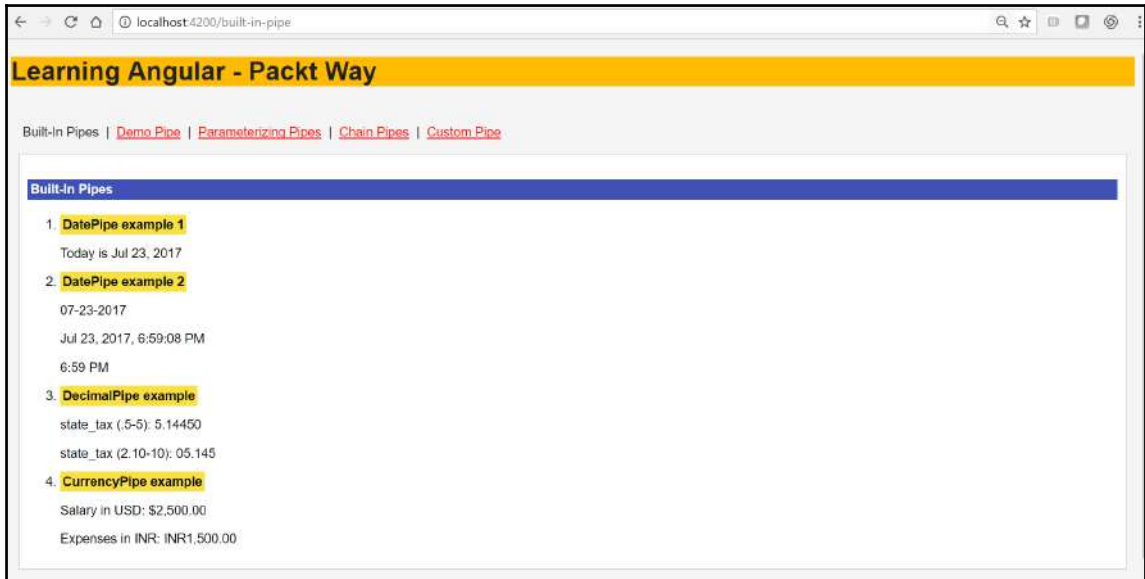 localhost:4200/built-in-pipe
Learning Angular - Packt Way
Built-In Pipes | Demo Pipe | Parameterizing Pipes | Chain Pipes | Custom Pipe
Built-In Pipes
1. DatePipe example 1
Today is Jul 23, 2017
2. DatePipe example 2
07-23-2017
Jul 23, 2017, 6:59:08 PM
6:59 PM
3. DecimalPipe example
state_tax (.5-5): 5.14450
state_tax (2.10-10): 05.145
4. CurrencyPipe example
Salary in USD: $2,500.00
Expenses in INR: INR1,500.00